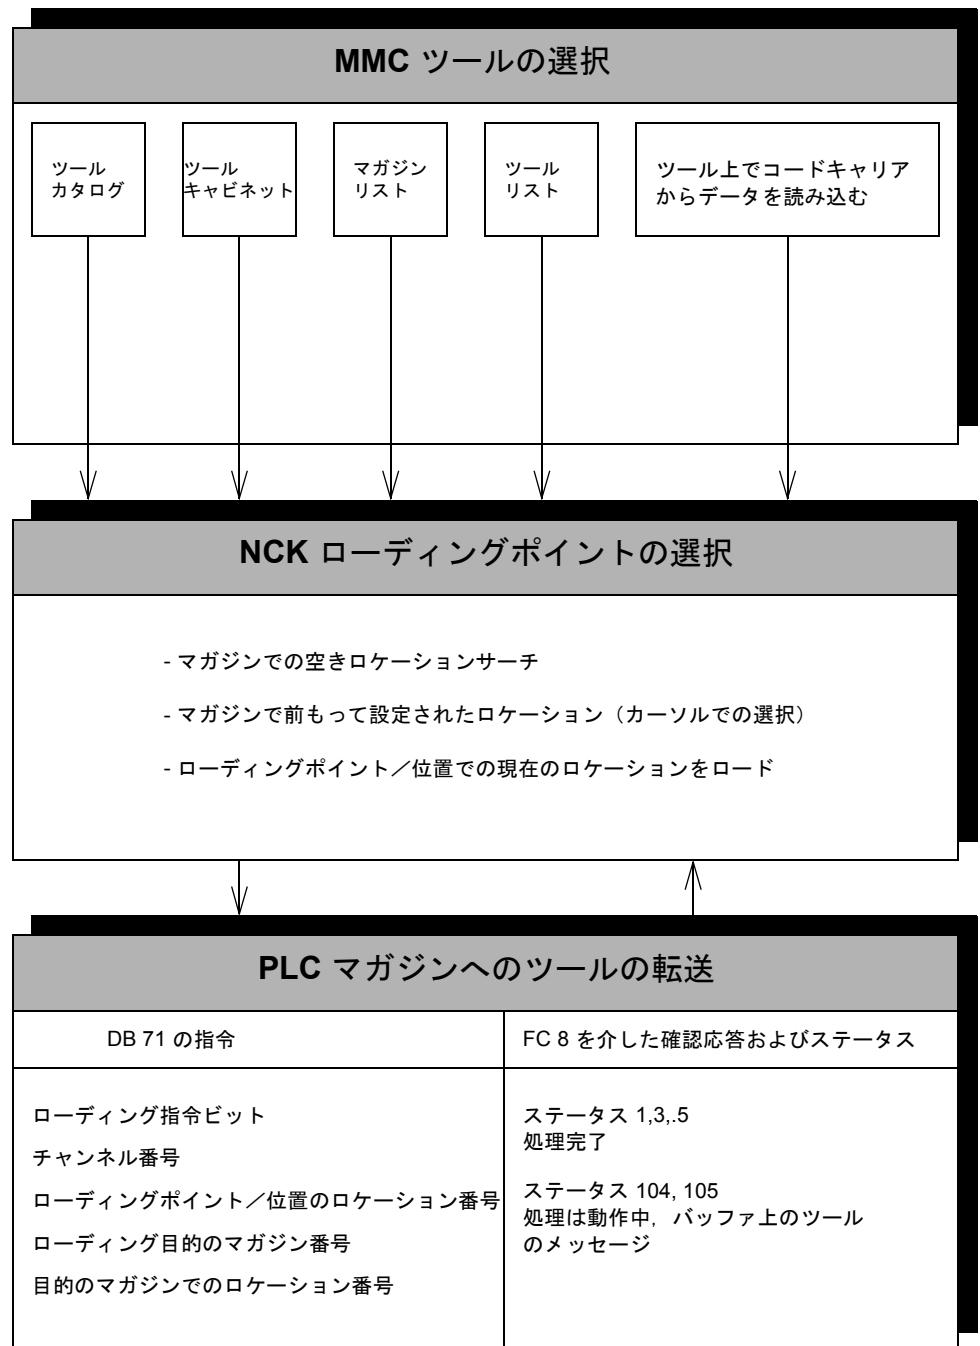 MMC ツールの選択
ツール
カタログ
ツール
キャビネット
マガジン
リスト
ツール
リスト
ツール上でコードキャリア
からデータを読み込む
NCK ローディングポイントの選択
- マガジンでの空きロケーションサーチ
- マガジンで前もって設定されたロケーション（カーソルでの選択）
- ローディングポイント／位置での現在のロケーションをロード
PLC マガジンへのツールの転送
DB 71 の指令
ローディング指令ビット
チャンネル番号
ローディングポイント／位置のロケーション番号
ローディング目的のマガジン番号
目的のマガジンでのロケーション番号
FC 8 を介した確認応答およびステータス
ステータス 1,3,.5
処理完了
ステータス 104, 105
処理は動作中，バッファ上のツール
のメッセージ